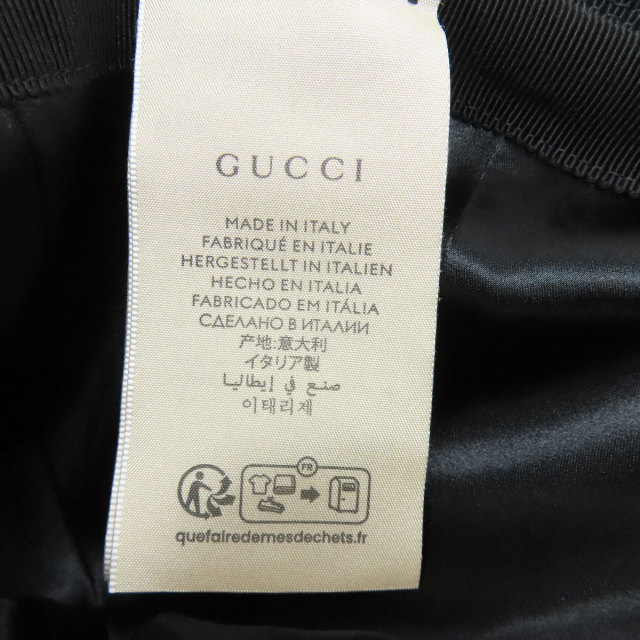 GUCCI
MADE IN ITALY
FABRIQUÉ EN ITALIE
HERGESTELLT IN ITALIEN
HECHO EN ITALIA
FABRICADO EM ITÁLIA
СДЕЛАНО В ИТАЛИИ
产地:意大利
イタリア製
صنع في إيطاليا
이태리제
FR
quefairedemesdechets.fr